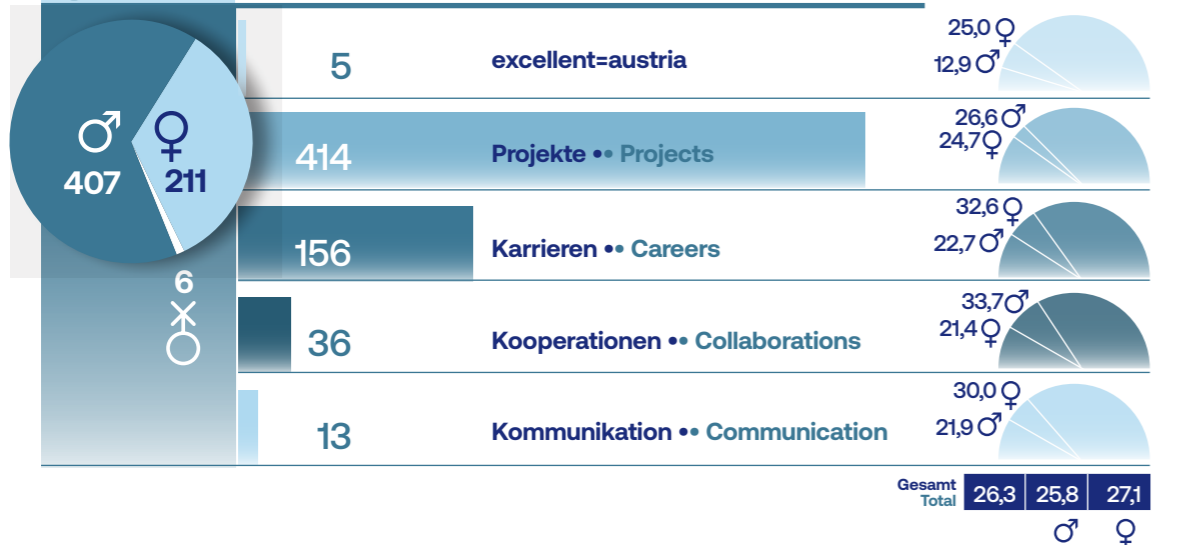 5 excellent=austria 25,0 ♀
12,9 ♂
414 Projekte •• Projects 26,6 ♂
24,7 ♀
♂ ♀
407 211
156 Karrieren •• Careers 32,6 ♀
22,7 ♂
6
36 Kooperationen •• Collaborations 33,7 ♂
21,4 ♀
13 Kommunikation •• Communication 30,0 ♀
21,9 ♂
Gesamt
Total 26,3 25,8 27,1
♂ ♀